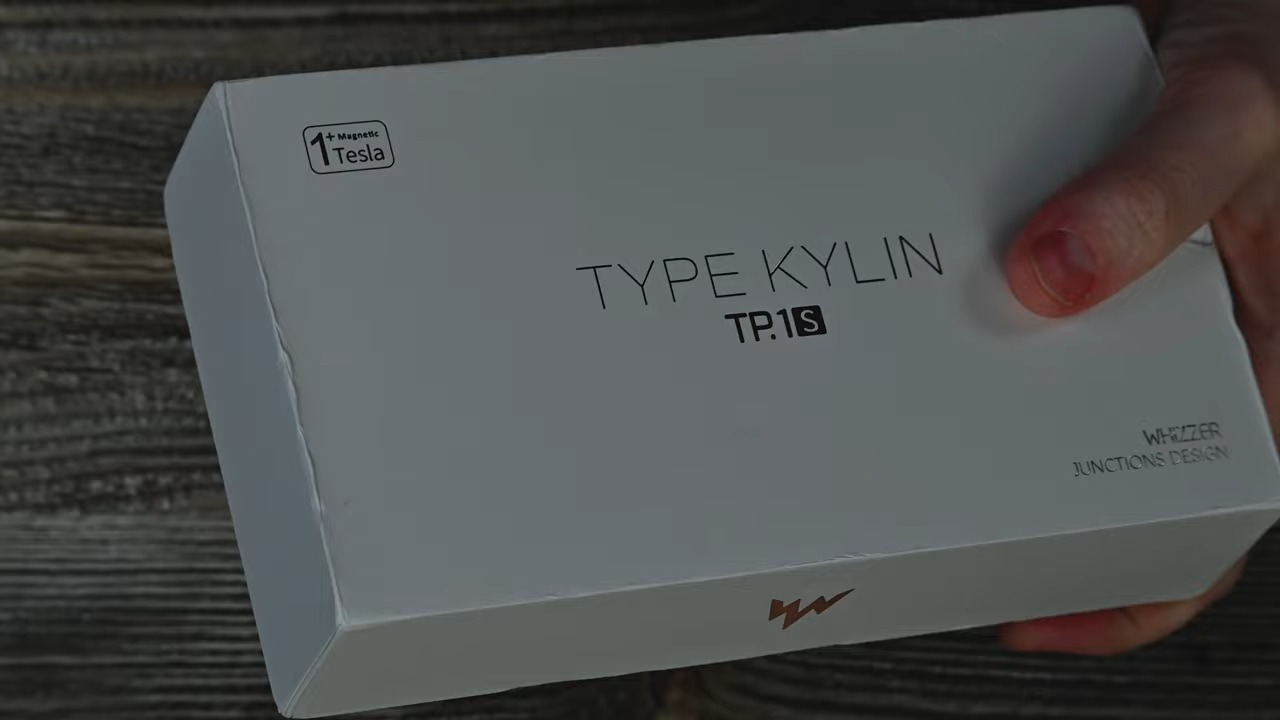 1+ Magnetic
Tesla
TYPE KYLIN
TP.1S
WHIZZER
JUNCTIONS DESIGN